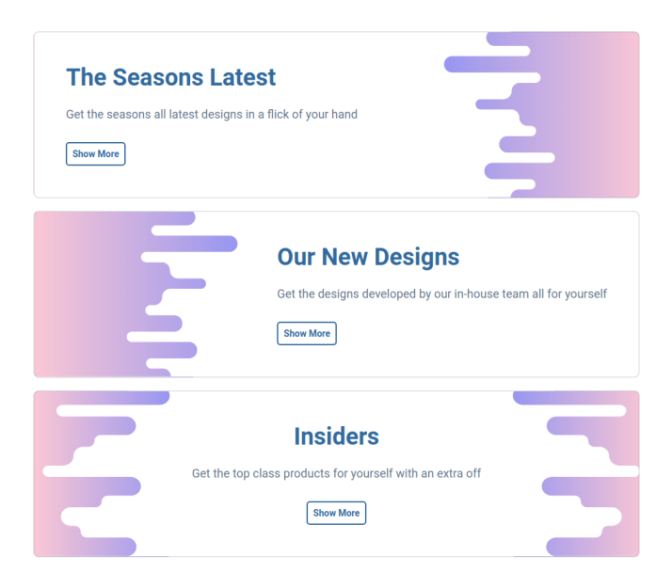 The Seasons Latest
Get the seasons all latest designs in a flick of your hand
Show More
Our New Designs
Get the designs developed by our in-house team all for yourself
Show More
Insiders
Get the top class products for yourself with an extra off
Show More